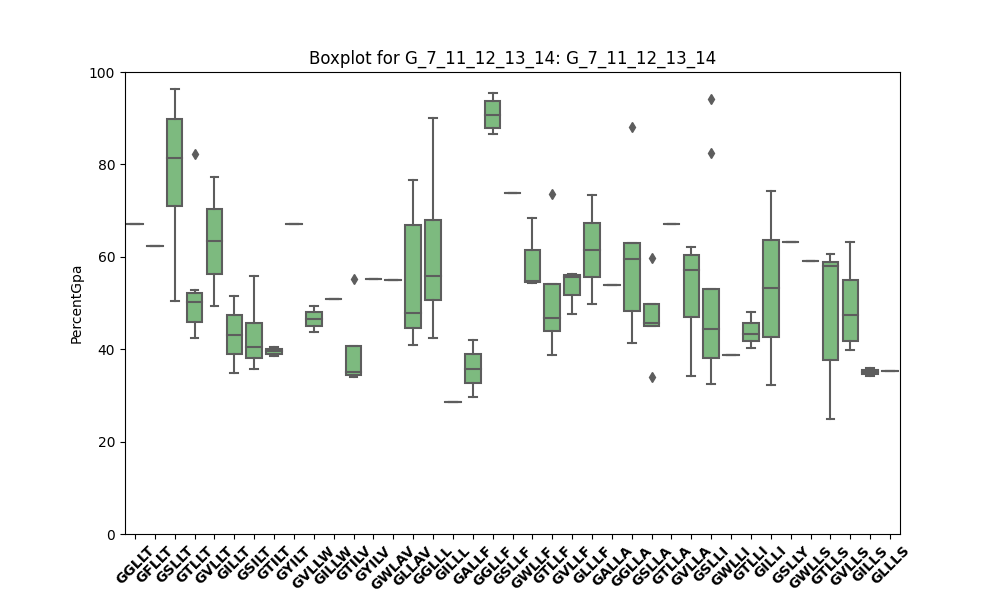 Boxplot for G_7_11_12_13_14: G_7_11_12_13_14
PercentGpa
100
80
60
40
20
0
GGLLT
GFLLT
GSLLT
GTLLT
GVLLT
GILLT
GSILT
GTILT
GYILT
GVLLW
GILLW
GTILV
GYILV
GWLAV
GLLAV
GGLLL
GILLL
GALLF
GGLLF
GSLLF
GWLLF
GTLLF
GVLLF
GLLLF
GALLA
GGLLA
GSLLA
GTLLA
GVLLA
GSLLI
GWLLI
GTLLI
GILLI
GSLLY
GWLLS
GTLLS
GVLLS
GILLS
GLLLS